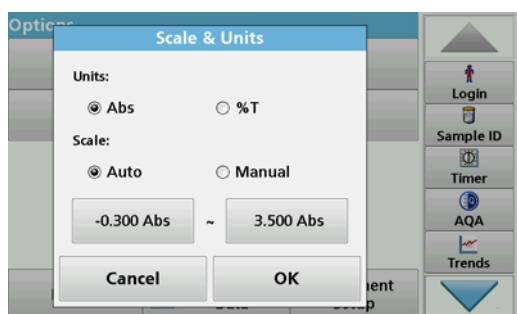 Options
Scale & Units
Units:
Abs
%T
Scale:
Auto
Manual
-0.300 Abs ~ 3.500 Abs
Cancel
OK
Login
Sample ID
Timer
AQA
Trends